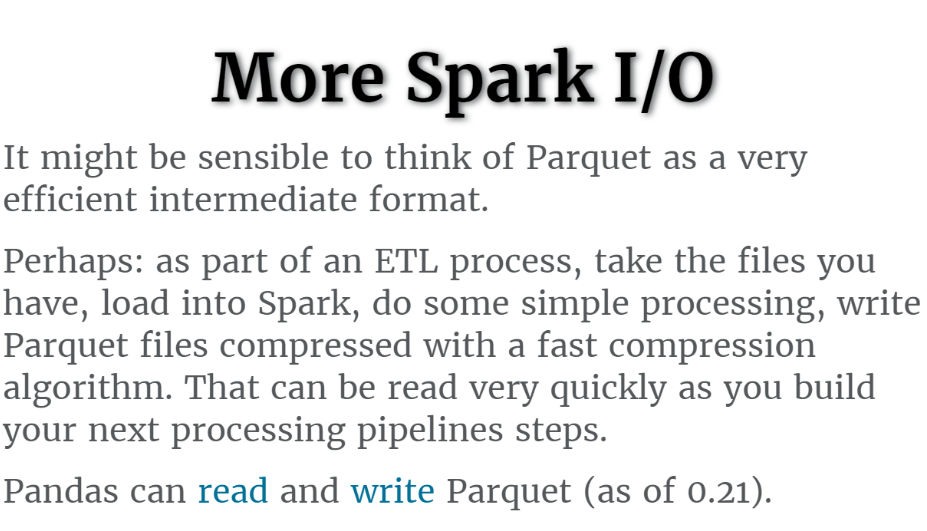 More Spark I/O
It might be sensible to think of Parquet as a very
efficient intermediate format.
Perhaps: as part of an ETL process, take the files you
have, load into Spark, do some simple processing, write
Parquet files compressed with a fast compression
algorithm. That can be read very quickly as you build
your next processing pipelines steps.
Pandas can read and write Parquet (as of 0.21).